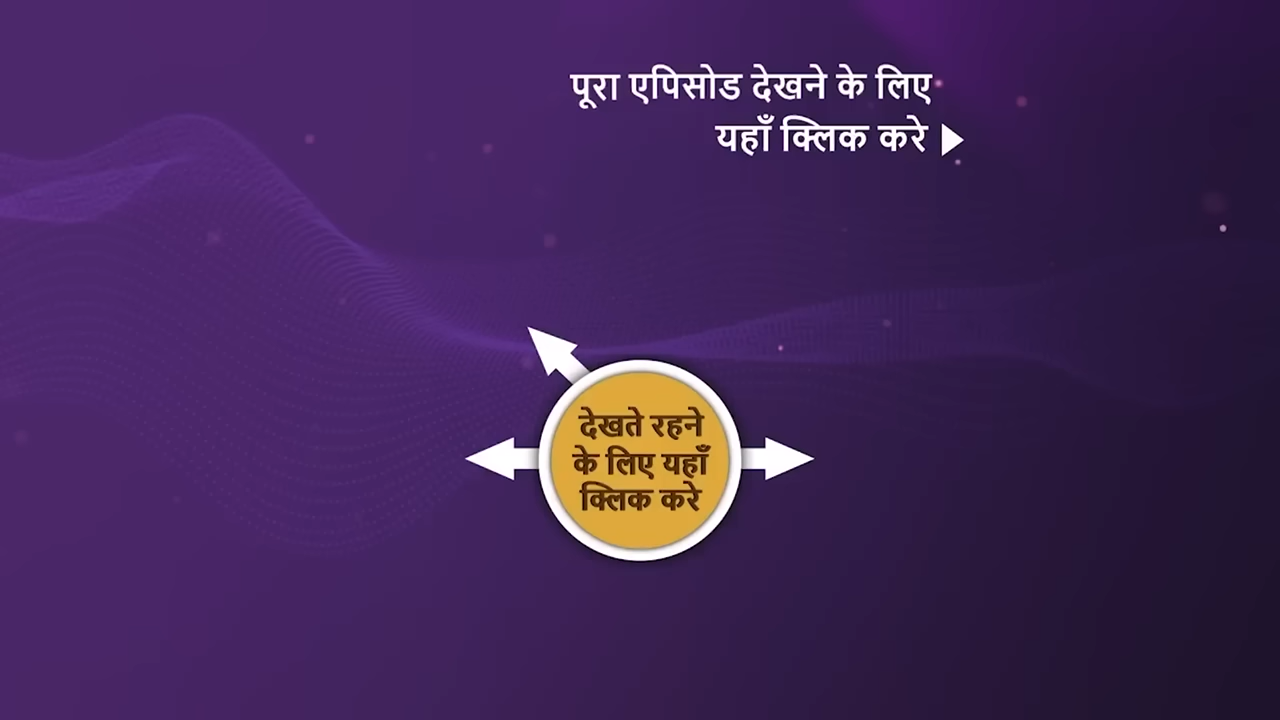 पूरा एपिसोड देखने के लिए
यहाँ क्लिक करे
देखते रहने
के लिए यहाँ
क्लिक करे